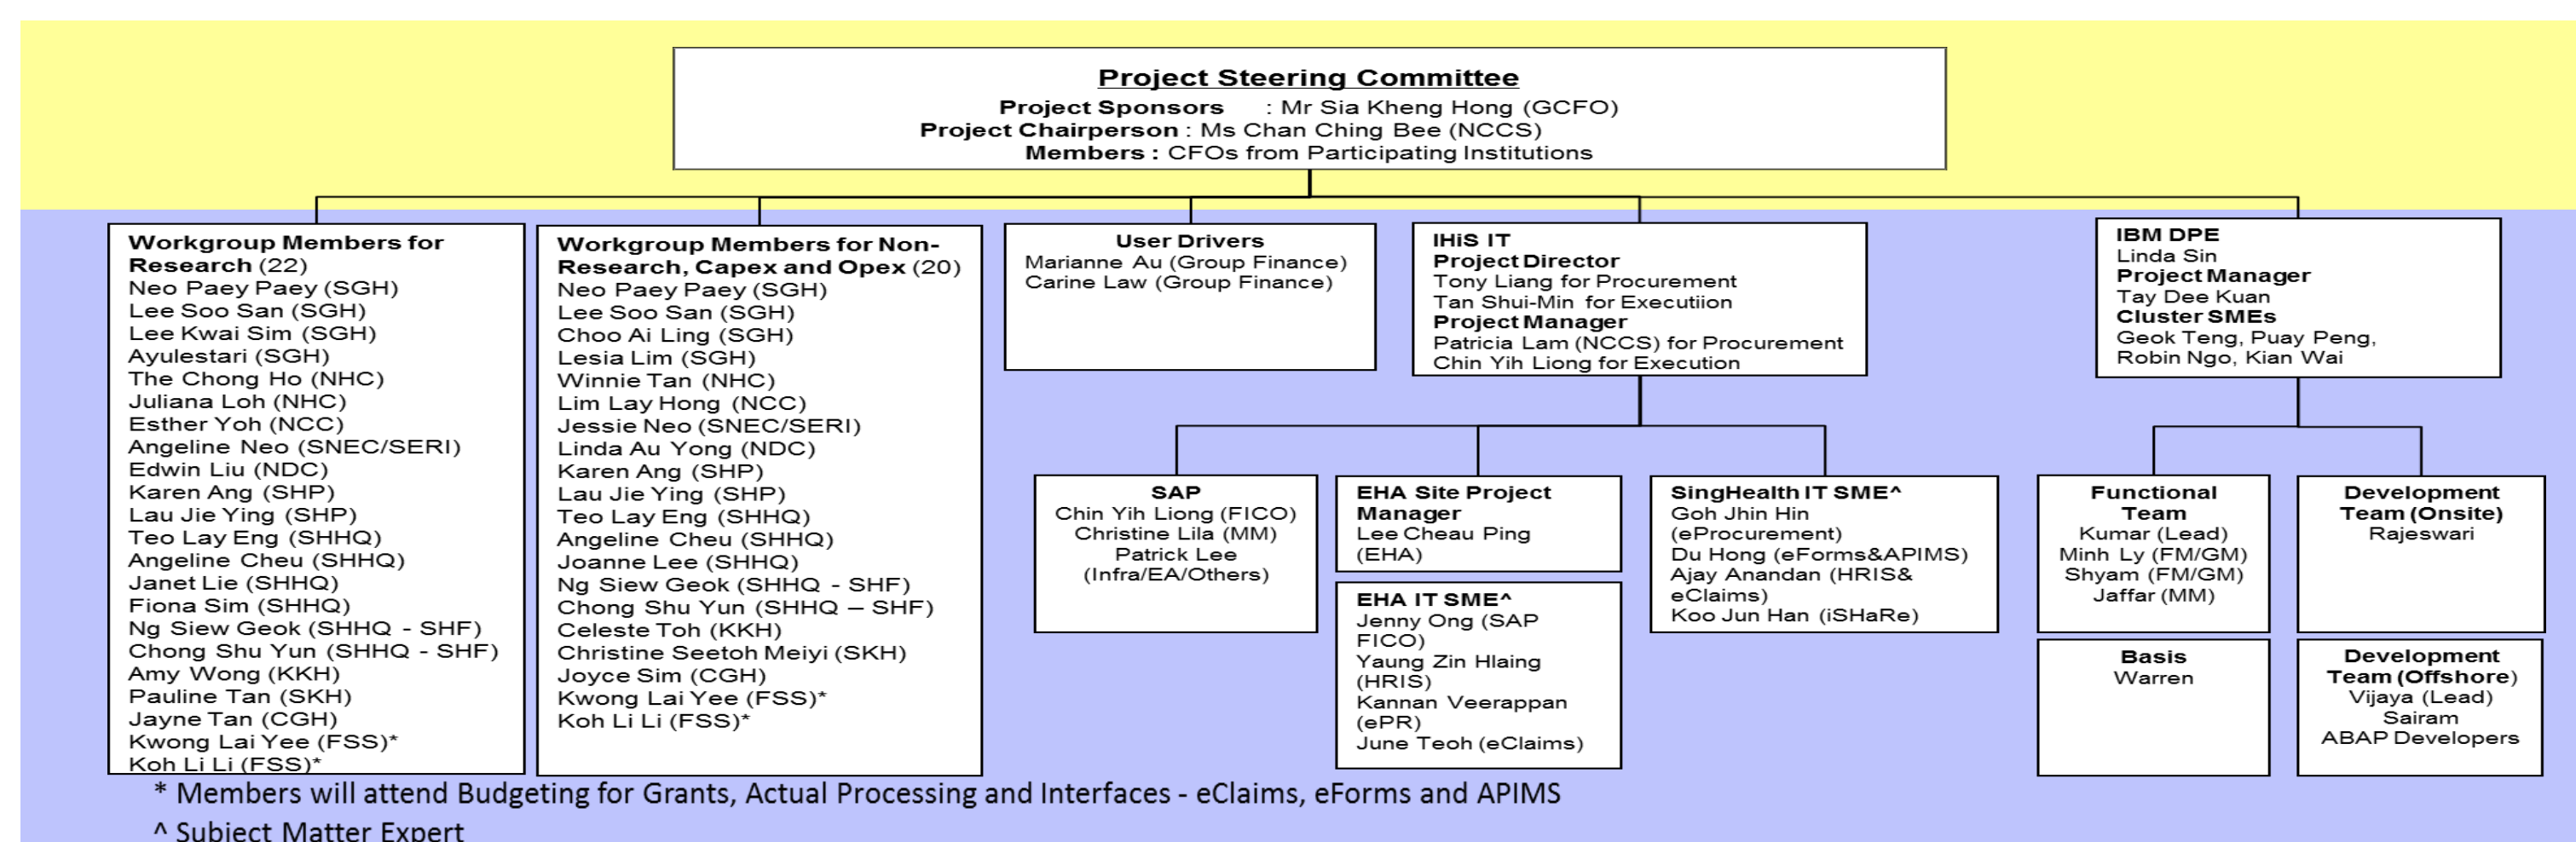 Project Steering Committee
Project Sponsors : Mr Sia Kheng Hong (GCFO)
Project Chairperson : Ms Chan Ching Bee (NCCS)
Members : CFOs from Participating Institutions
Workgroup Members for
Research (22)
Neo Paey Paey (SGH)
Lee Soo San (SGH)
Lee Kwai Sim (SGH)
Ayulestari (SGH)
The Chong Ho (NHC)
Juliana Loh (NHC)
Esther Yoh (NCC)
Angeline Neo (SNEC/SERI)
Edwin Liu (NDC)
Karen Ang (SHP)
Lau Jie Ying (SHP)
Teo Lay Eng (SHHQ)
Angeline Cheu (SHHQ)
Janet Lie (SHHQ)
Fiona Sim (SHHQ)
Ng Siew Geok (SHHQ - SHF)
Chong Shu Yun (SHHQ - SHF)
Amy Wong (KKH)
Pauline Tan (SKH)
Jayne Tan (CGH)
Kwong Lai Yee (FSS)*
Koh Li Li (FSS)*
Workgroup Members for Non-
Research, Capex and Opex (20)
Neo Paey Paey (SGH)
Lee Soo San (SGH)
Choo Ai Ling (SGH)
Lesia Lim (SGH)
Winnie Tan (NHC)
Lim Lay Hong (NCC)
Jessie Neo (SNEC/SERI)
Linda Au Yong (NDC)
Karen Ang (SHP)
Lau Jie Ying (SHP)
Teo Lay Eng (SHHQ)
Angeline Cheu (SHHQ)
Joanne Lee (SHHQ)
Ng Siew Geok (SHHQ - SHF)
Chong Shu Yun (SHHQ – SHF)
Celeste Toh (KKH)
Christine Seetoh Meiyi (SKH)
Joyce Sim (CGH)
Kwong Lai Yee (FSS)*
Koh Li Li (FSS)*
User Drivers
Marianne Au (Group Finance)
Carine Law (Group Finance)
IHiS IT
Project Director
Tony Liang for Procurement
Tan Shui-Min for Executiion
Project Manager
Patricia Lam (NCCS) for Procurement
Chin Yih Liong for Execution
IBM DPE
Linda Sin
Project Manager
Tay Dee Kuan
Cluster SMEs
Geok Teng, Puay Peng,
Robin Ngo, Kian Wai
SAP
Chin Yih Liong (FICO)
Christine Lila (MM)
Patrick Lee
(Infra/EA/Others)
EHA Site Project
Manager
Lee Cheau Ping
(EHA)
EHA IT SME^
Jenny Ong (SAP
FICO)
Yaung Zin Hlaing
(HRIS)
Kannan Veerappan
(ePR)
June Teoh (eClaims)
SingHealth IT SME^
Goh Jhin Hin
(eProcurement)
Du Hong (eForms&APIMS)
Ajay Anandan (HRIS&
eClaims)
Koo Jun Han (iSHaRe)
Functional
Team
Kumar (Lead)
Minh Ly (FM/GM)
Shyam (FM/GM)
Jaffar (MM)
Basis
Warren
Development
Team (Onsite)
Rajeswari
Development
Team (Offshore)
Vijaya (Lead)
Sairam
ABAP Developers
* Members will attend Budgeting for Grants, Actual Processing and Interfaces - eClaims, eForms and APIMS
^ Subject Matter Expert